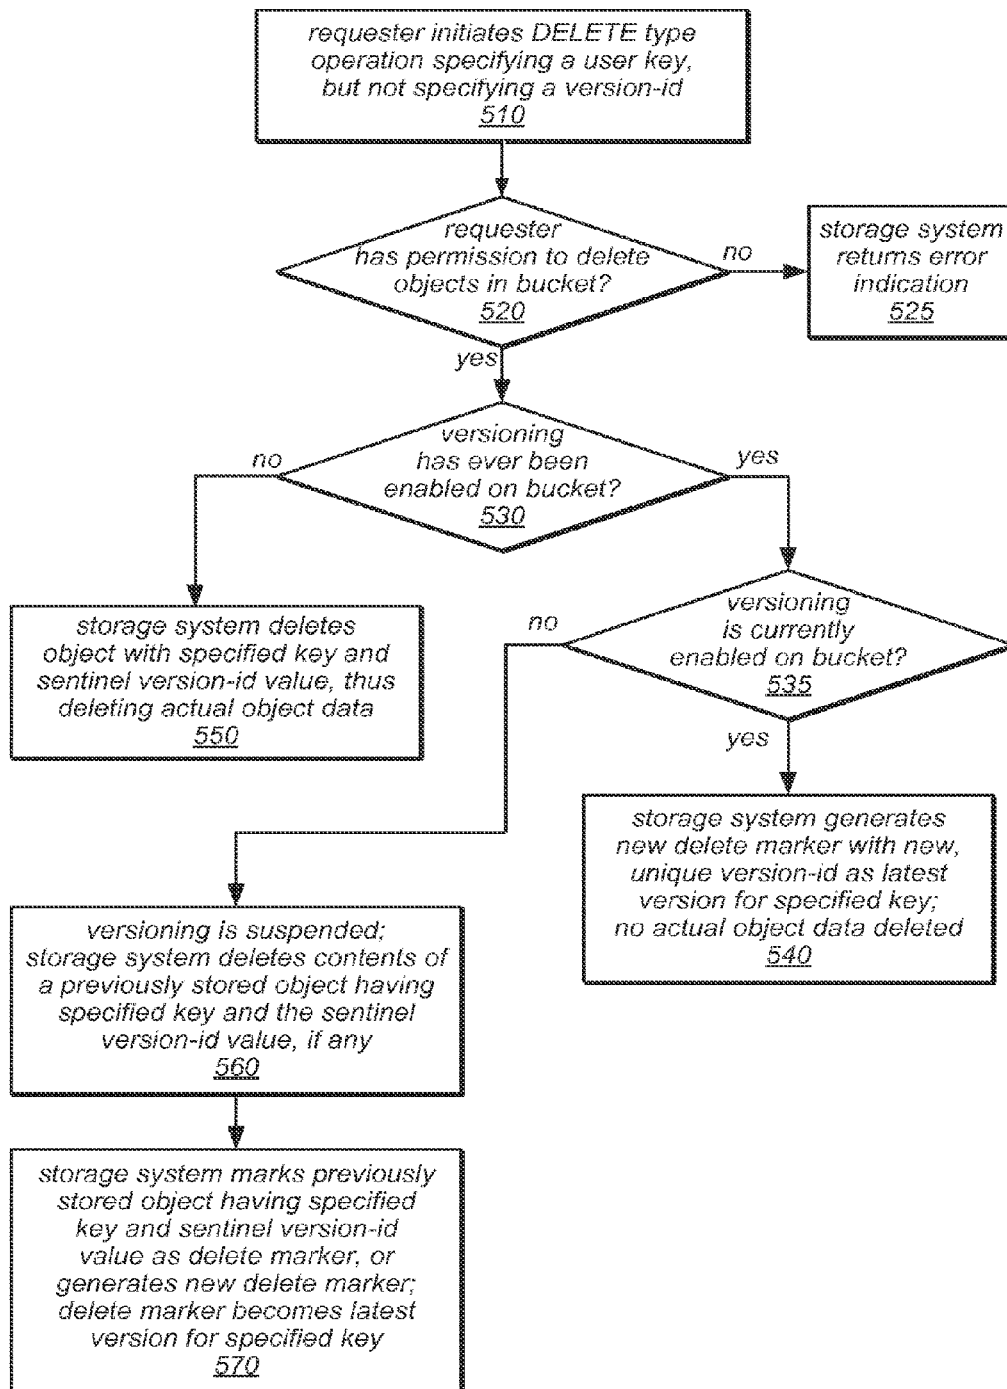 requester initiates DELETE type
operation specifying a user key,
but not specifying a version-id
510
requester
has permission to delete
objects in bucket?
520
no
storage system
returns error
indication
525
yes
versioning
has ever been
enabled on bucket?
530
no
yes
storage system deletes
object with specified key and
sentinel version-id value, thus
deleting actual object data
550
versioning
is currently
enabled on bucket?
535
no
yes
storage system generates
new delete marker with new,
unique version-id as latest
version for specified key;
no actual object data deleted
540
versioning is suspended;
storage system deletes contents of
a previously stored object having
specified key and the sentinel
version-id value, if any
560
storage system marks previously
stored object having specified
key and sentinel version-id
value as delete marker, or
generates new delete marker;
delete marker becomes latest
version for specified key
570